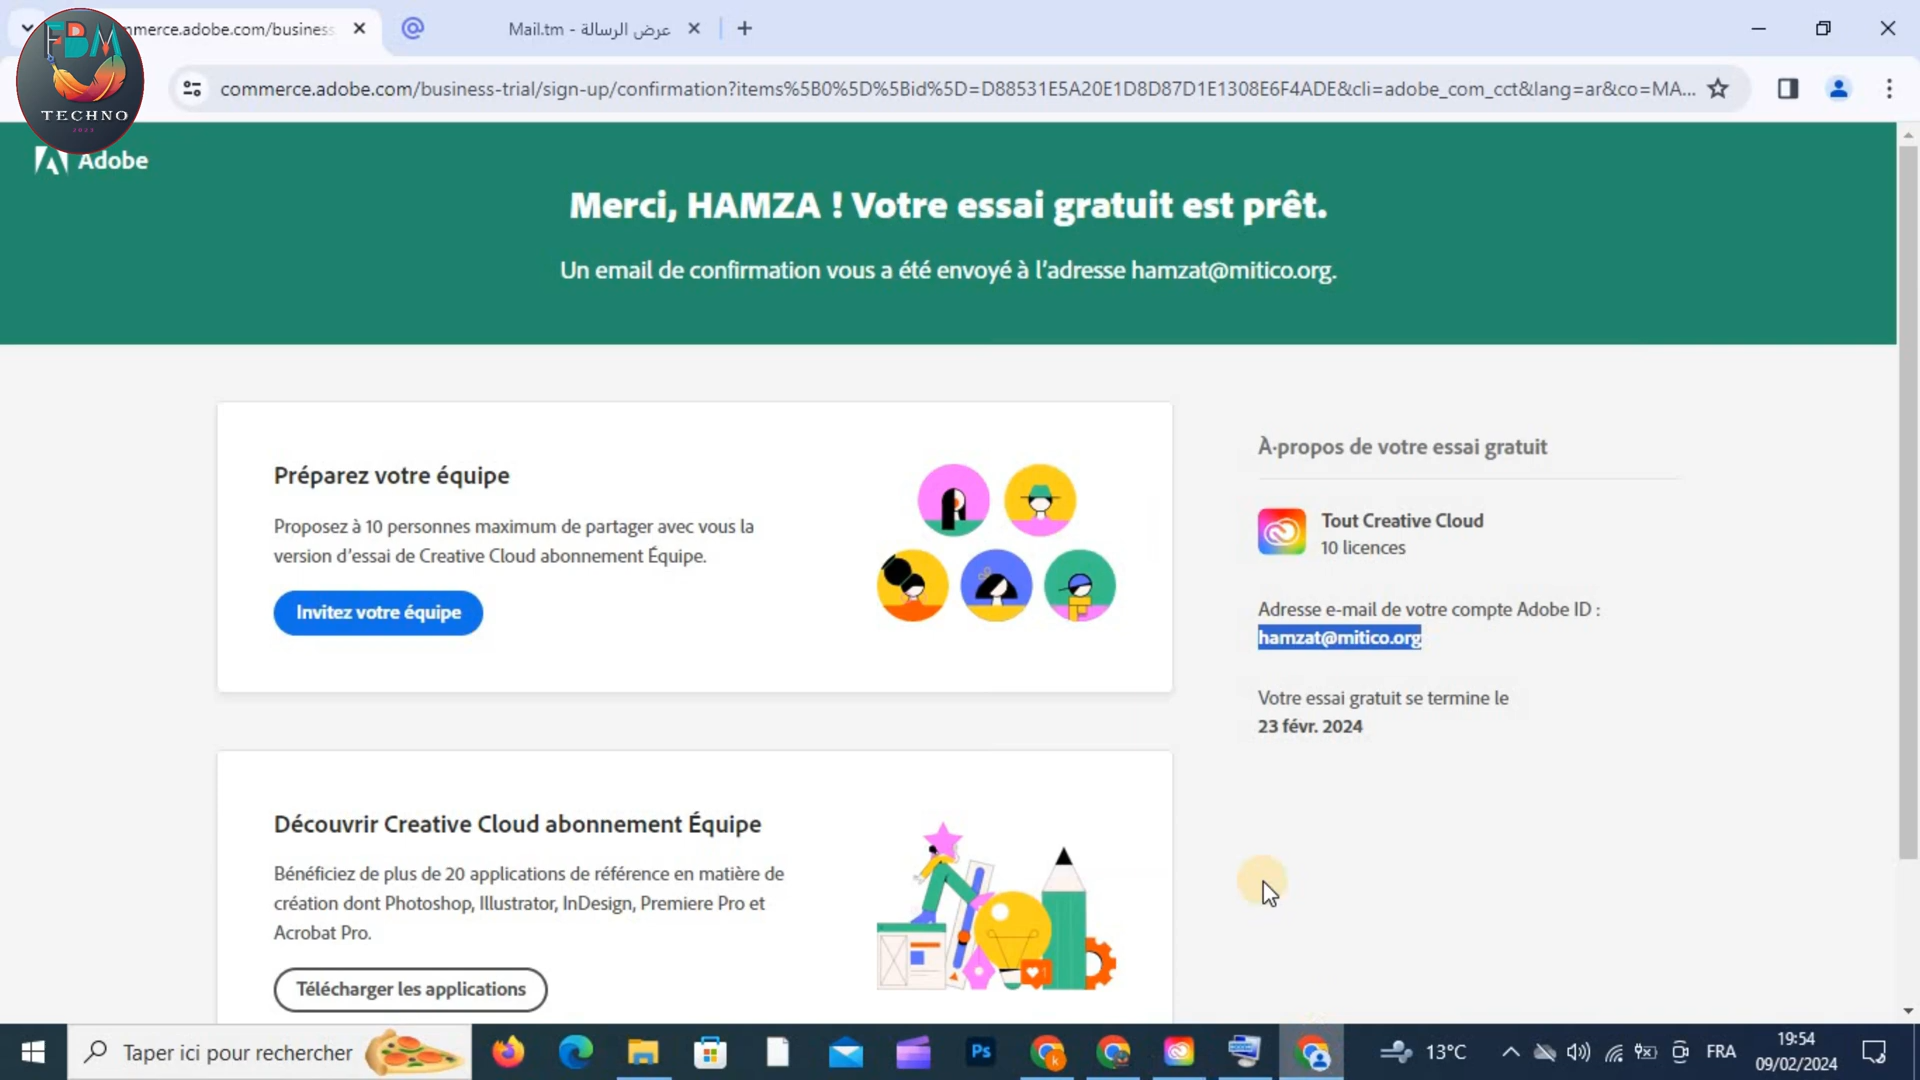 commerce.adobe.com/business
Mail.tm - عرض الرسالة
FBM
TECHNO
commerce.adobe.com/business-trial/sign-up/confirmation?items%5B0%5D%5Bid%5D=D88531E5A20E1D8D87D1E1308E6F4ADE&cli=adobe_com_cct&lang=ar&co=MA...
Adobe
Merci, HAMZA ! Votre essai gratuit est prêt.
Un email de confirmation vous a été envoyé à l’adresse hamzat@mitico.org.
Préparez votre équipe
Proposez à 10 personnes maximum de partager avec vous la
version d’essai de Creative Cloud abonnement Équipe.
Invitez votre équipe
À-propos de votre essai gratuit
Tout Creative Cloud
10 licences
Adresse e-mail de votre compte Adobe ID :
hamzat@mitico.org
Votre essai gratuit se termine le
23 févr. 2024
Découvrir Creative Cloud abonnement Équipe
Bénéficiez de plus de 20 applications de référence en matière de
création dont Photoshop, Illustrator, InDesign, Premiere Pro et
Acrobat Pro.
Télécharger les applications
Taper ici pour rechercher
Ps
13°C
FRA
19:54
09/02/2024